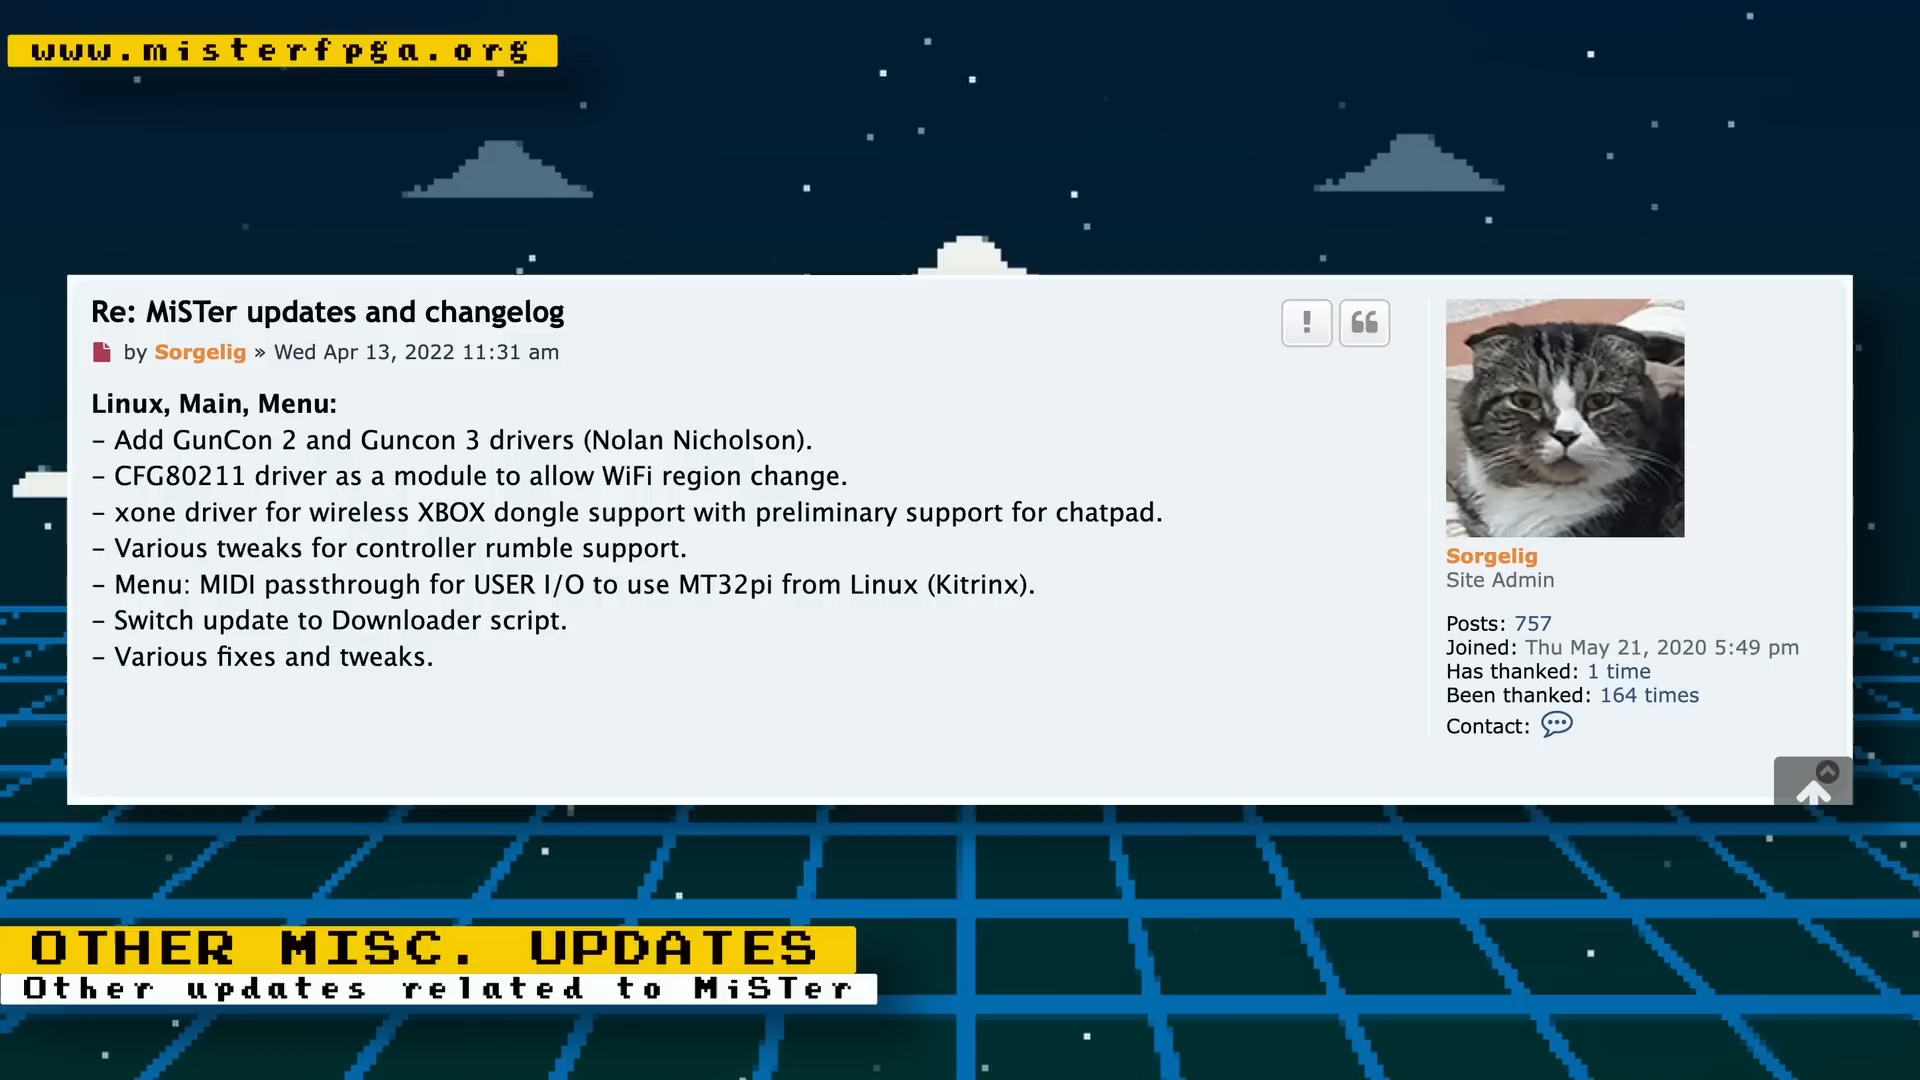 www.misterfpga.org
Re: MiSTer updates and changelog
by Sorgelig » Wed Apr 13, 2022 11:31 am
Linux, Main, Menu:
- Add GunCon 2 and Guncon 3 drivers (Nolan Nicholson).
- CFG80211 driver as a module to allow WiFi region change.
- xone driver for wireless XBOX dongle support with preliminary support for chatpad.
- Various tweaks for controller rumble support.
- Menu: MIDI passthrough for USER I/O to use MT32pi from Linux (Kitrinx).
- Switch update to Downloader script.
- Various fixes and tweaks.
Sorgelig
Site Admin
Posts: 757
Joined: Thu May 21, 2020 5:49 pm
Has thanked: 1 time
Been thanked: 164 times
Contact:
OTHER MISC. UPDATES
Other updates related to MiSTer